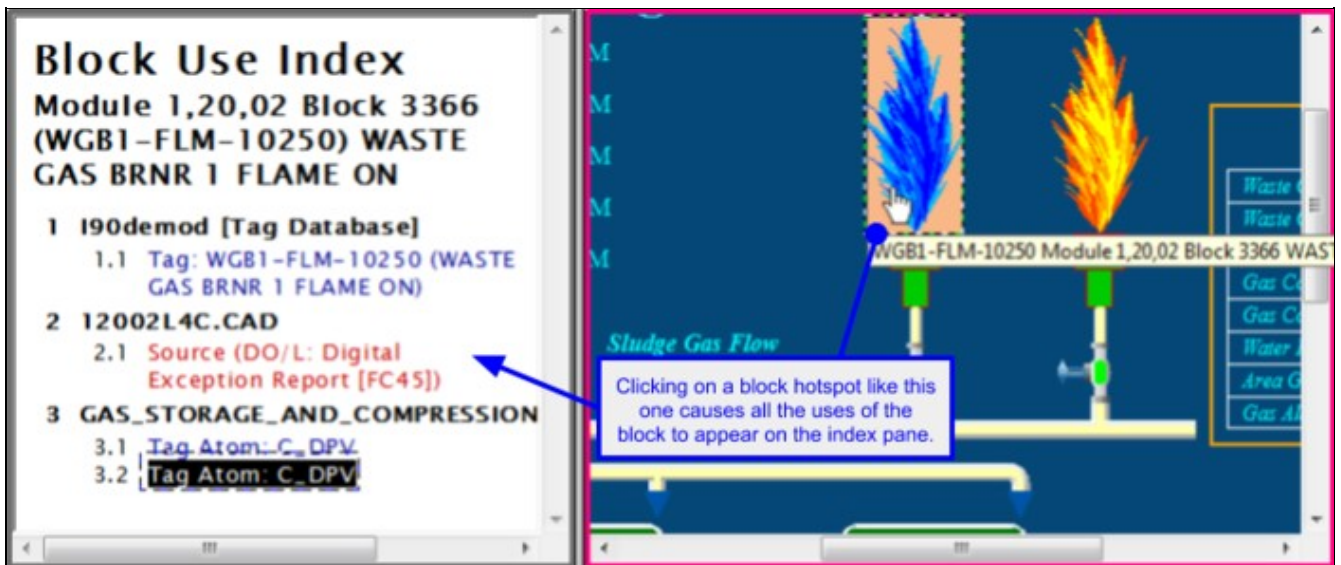 Block Use Index
Module 1,20,02 Block 3366
(WGB1-FLM-10250) WASTE
GAS BRNR 1 FLAME ON
1 I90demod [Tag Database]
1.1 Tag: WGB1-FLM-10250 (WASTE
GAS BRNR 1 FLAME ON)
2 12002L4C.CAD
2.1 Source (DO/L: Digital
Exception Report [FC45])
3 GAS_STORAGE_AND_COMPRESSION
3.1 Tag Atom: C_DPV
3.2 Tag Atom: C_DPV
M
M
M
M
M
WGB1-FLM-10250 Module 1,20,02 Block 3366 WAS
Sludge Gas Flow
Clicking on a block hotspot like this
one causes all the uses of the
block to appear on the index pane.
Waste
Waste
Gas
Gas
Water
Area
Gas